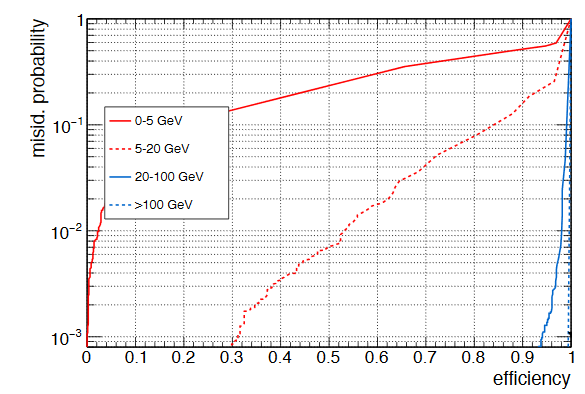 misid. probability
1
10⁻¹
10⁻²
10⁻³
0-5 GeV
5-20 GeV
20-100 GeV
>100 GeV
0 0.1 0.2 0.3 0.4 0.5 0.6 0.7 0.8 0.9 1
efficiency